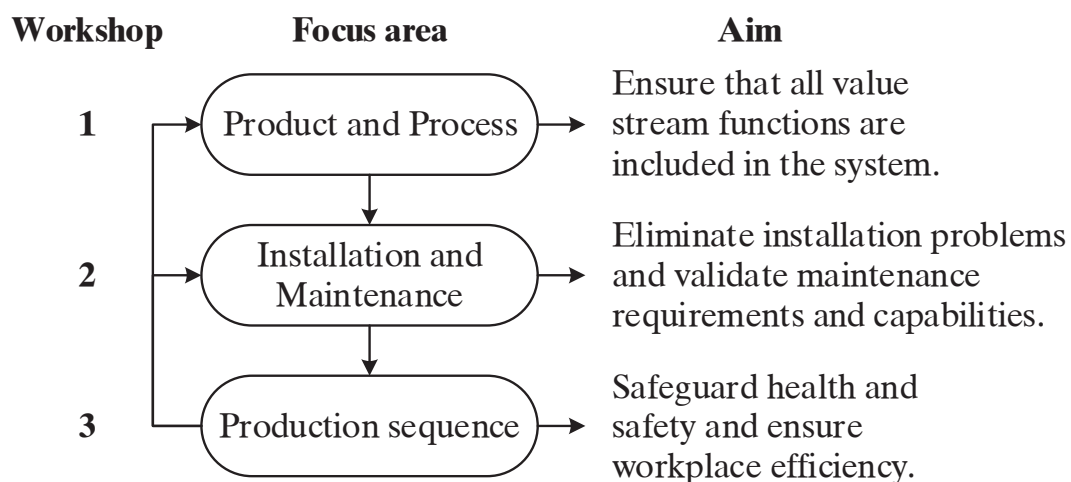 Workshop Focus area Aim
1 Product and Process Ensure that all value
stream functions are
included in the system.
2 Installation and
Maintenance Eliminate installation problems
and validate maintenance
requirements and capabilities.
3 Production sequence Safeguard health and
safety and ensure
workplace efficiency.